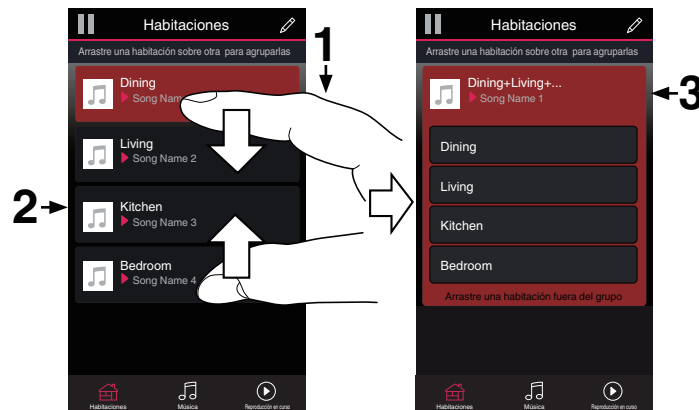 Habitaciones
Arrastre una habitación sobre otra para agruparlas
1
Dining
Song Nam
Living
Song Name 2
2
Kitchen
Song Name 3
Bedroom
Song Name 4
Habitaciones
Música
Reproducción en curso
Habitaciones
Arrastre una habitación sobre otra para agruparlas
Dining+Living+...
Song Name 1
3
Dining
Living
Kitchen
Bedroom
Arrastre una habitación fuera del grupo
Habitaciones
Música
Reproducción en curso